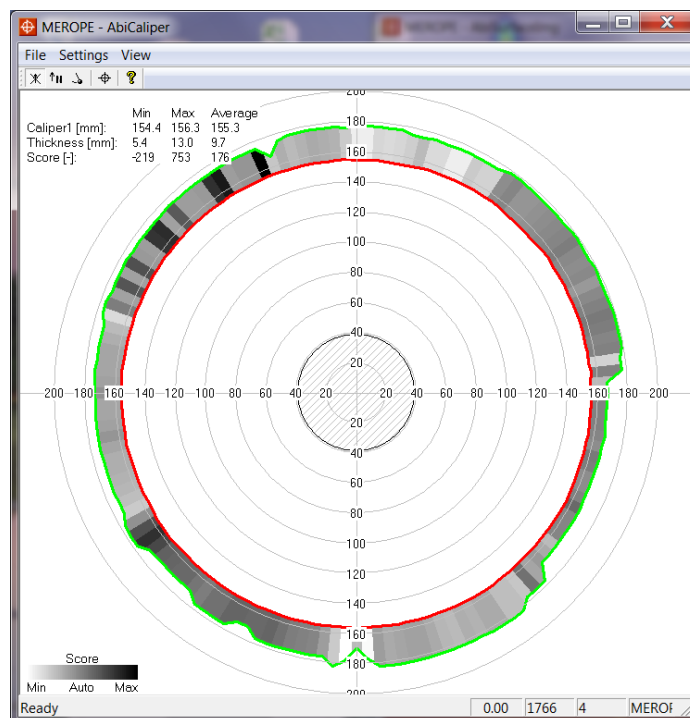 MEROPE - AbiCaliper
File Settings View
Min Max Average
Caliper1 [mm]: 154.4 156.3 155.3
Thickness [mm]: 5.4 13.0 9.7
Score [-]: -219 753 176
200
180
160
140
120
100
80
60
40
20
200 180 160 140 120 100 80 60 40 20 20 40 60 80 100 120 140 160 180 200
20
40
60
80
100
120
140
160
180
200
Score
Min Auto Max
Ready 0.00 1766 4